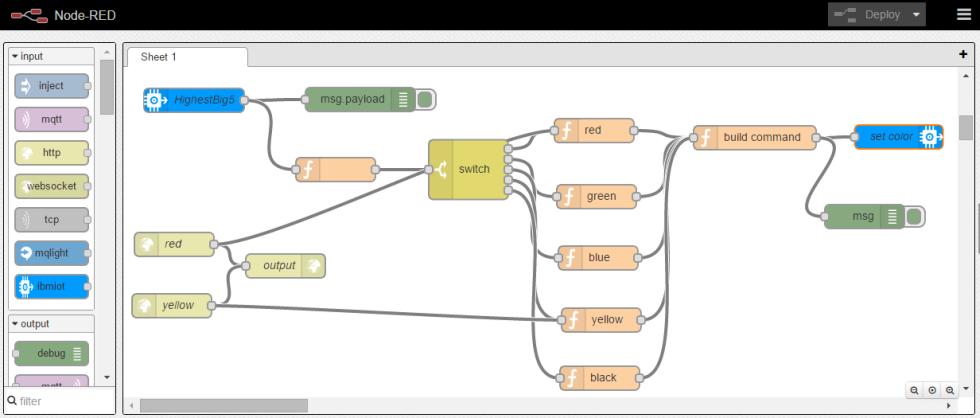 Node-RED
Deploy
input
inject
mqtt
http
websocket
tcp
mqlight
ibmiot
output
debug
mqtt
filter
Sheet 1
HignestBig5
msg.payload
switch
red
green
blue
yellow
black
build command
set color
msg
red
output
yellow